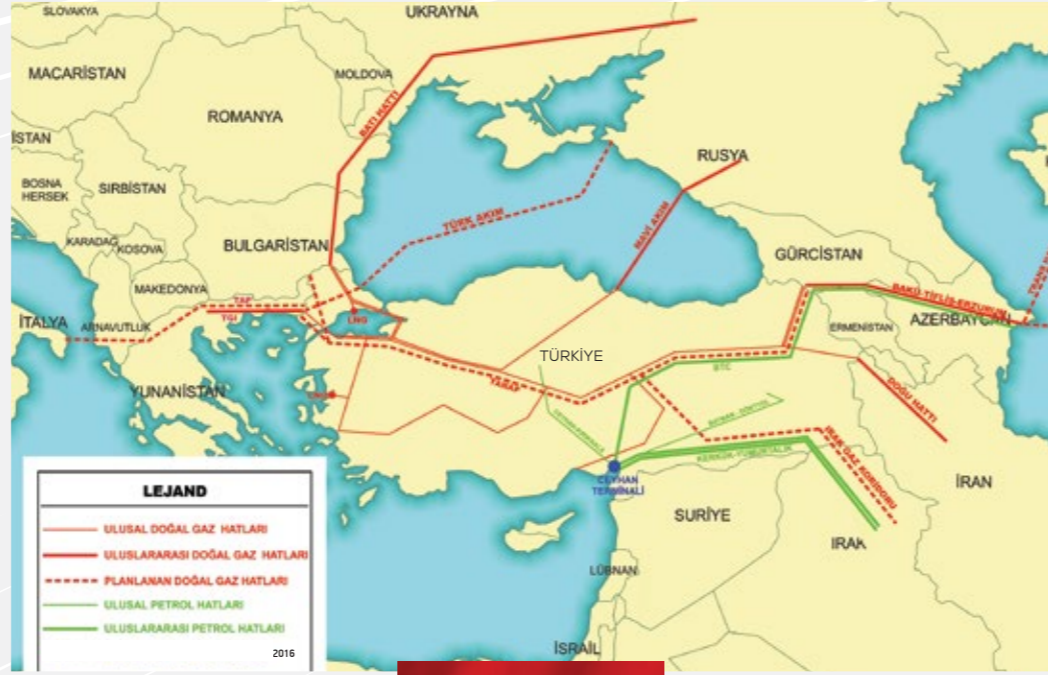 SLOVAKYA
UKRAYNA
MACARİSTAN
MOLDOVA
ROMANYA
BATI HATTI
İSTAN
RUSYA
BOSNA
HERSEK
SIRBİSTAN
TÜRK AKIM
MAVİ AKIM
KARADAĞ
KOSOVA
BULGARİSTAN
GÜRCİSTAN
MAKEDONYA
TAP
BAKÜ-TİFLİS-ERZURUM
İTALYA
ARNAVUTLUK
TGI
LNG
ERMENİSTAN
AZERBAYCAN
TÜRKİYE
BTC
TANAP
DOĞU HATTI
YUNANİSTAN
LNG
IRAK GAZ KORİDORU
KERKÜK-YUMURTALIK
CEYHAN
TERMİNALİ
İRAN
SURİYE
IRAK
LÜBNAN
İSRAİL
LEJAND
ULUSAL DOĞAL GAZ HATLARI
ULUSLARARASI DOĞAL GAZ HATLARI
PLANLANAN DOĞAL GAZ HATLARI
ULUSAL PETROL HATLARI
ULUSLARARASI PETROL HATLARI
2016